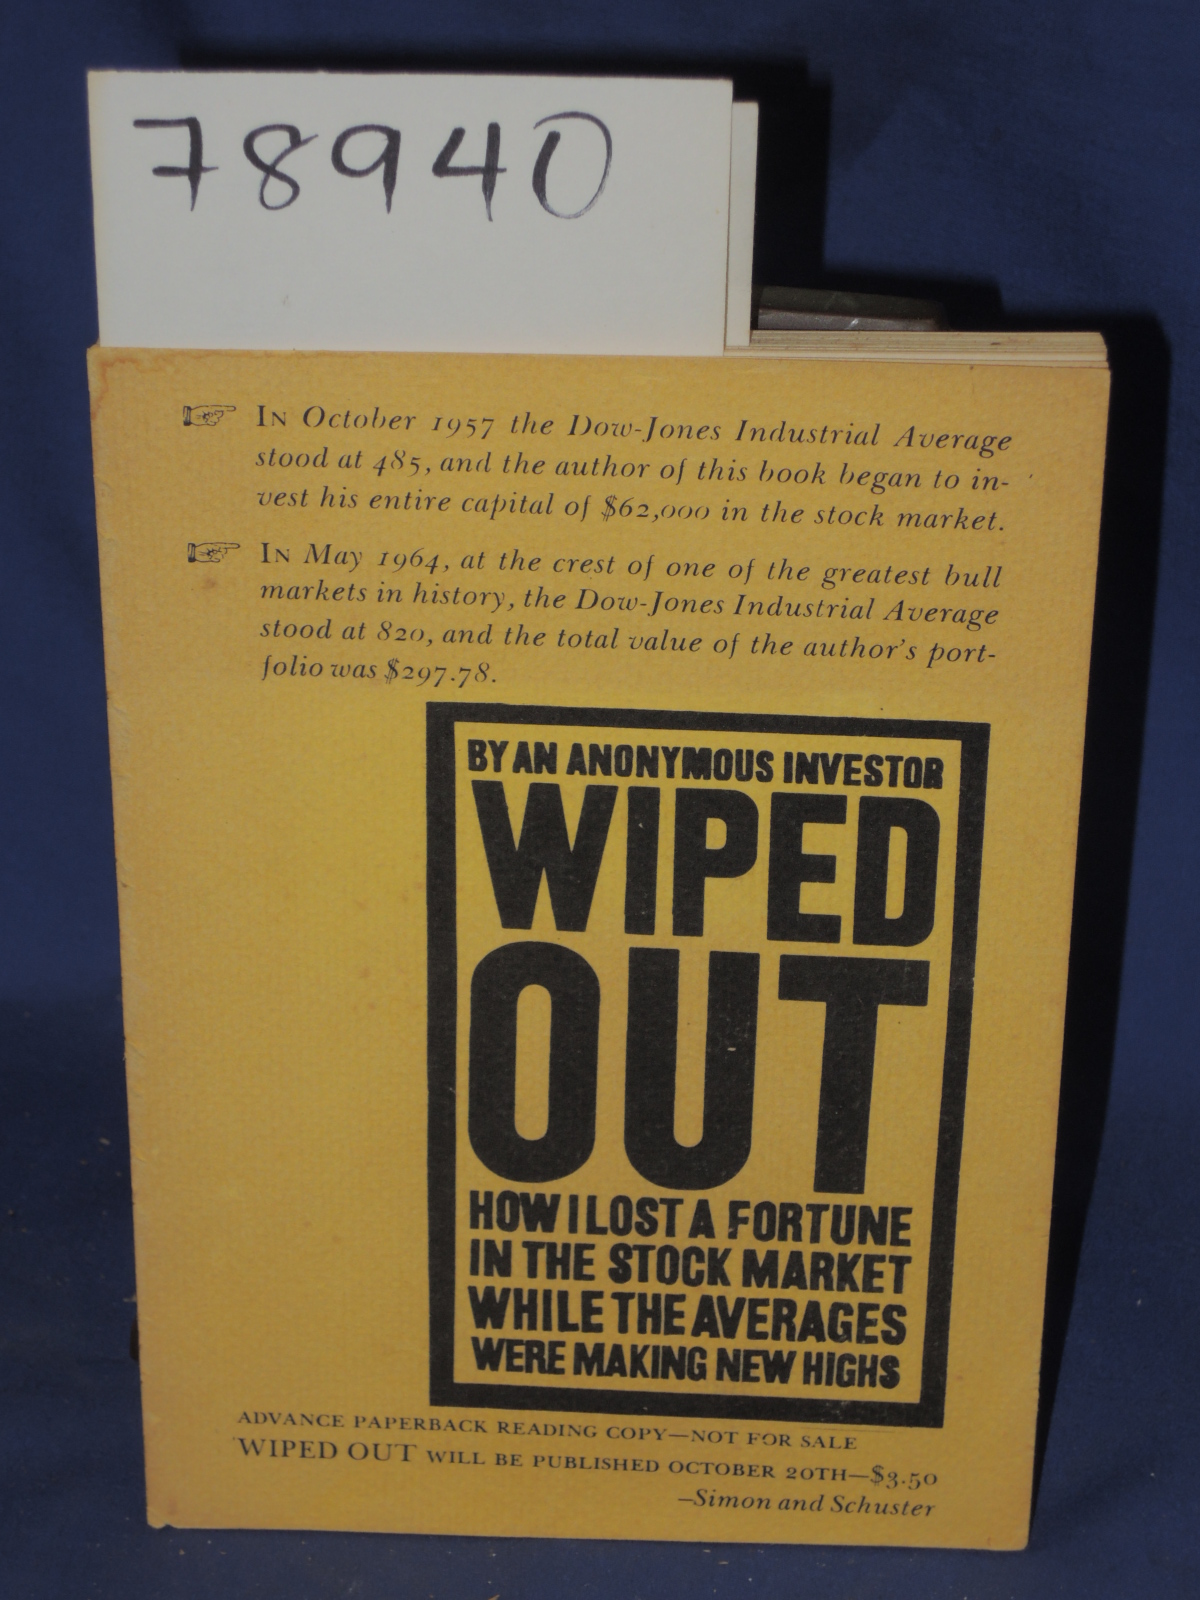 78940
In October 1957 the Dow-Jones Industrial Average
stood at 485, and the author of this book began to in-
vest his entire capital of $62,000 in the stock market.
In May 1964, at the crest of one of the greatest bull
markets in history, the Dow-Jones Industrial Average
stood at 820, and the total value of the author's port-
folio was $297.78.
BY AN ANONYMOUS INVESTOR
WIPED
OUT
HOW I LOST A FORTUNE
IN THE STOCK MARKET
WHILE THE AVERAGES
WERE MAKING NEW HIGHS
ADVANCE PAPERBACK READING COPY—NOT FOR SALE
WIPED OUT WILL BE PUBLISHED OCTOBER 20TH—$3.50
—Simon and Schuster